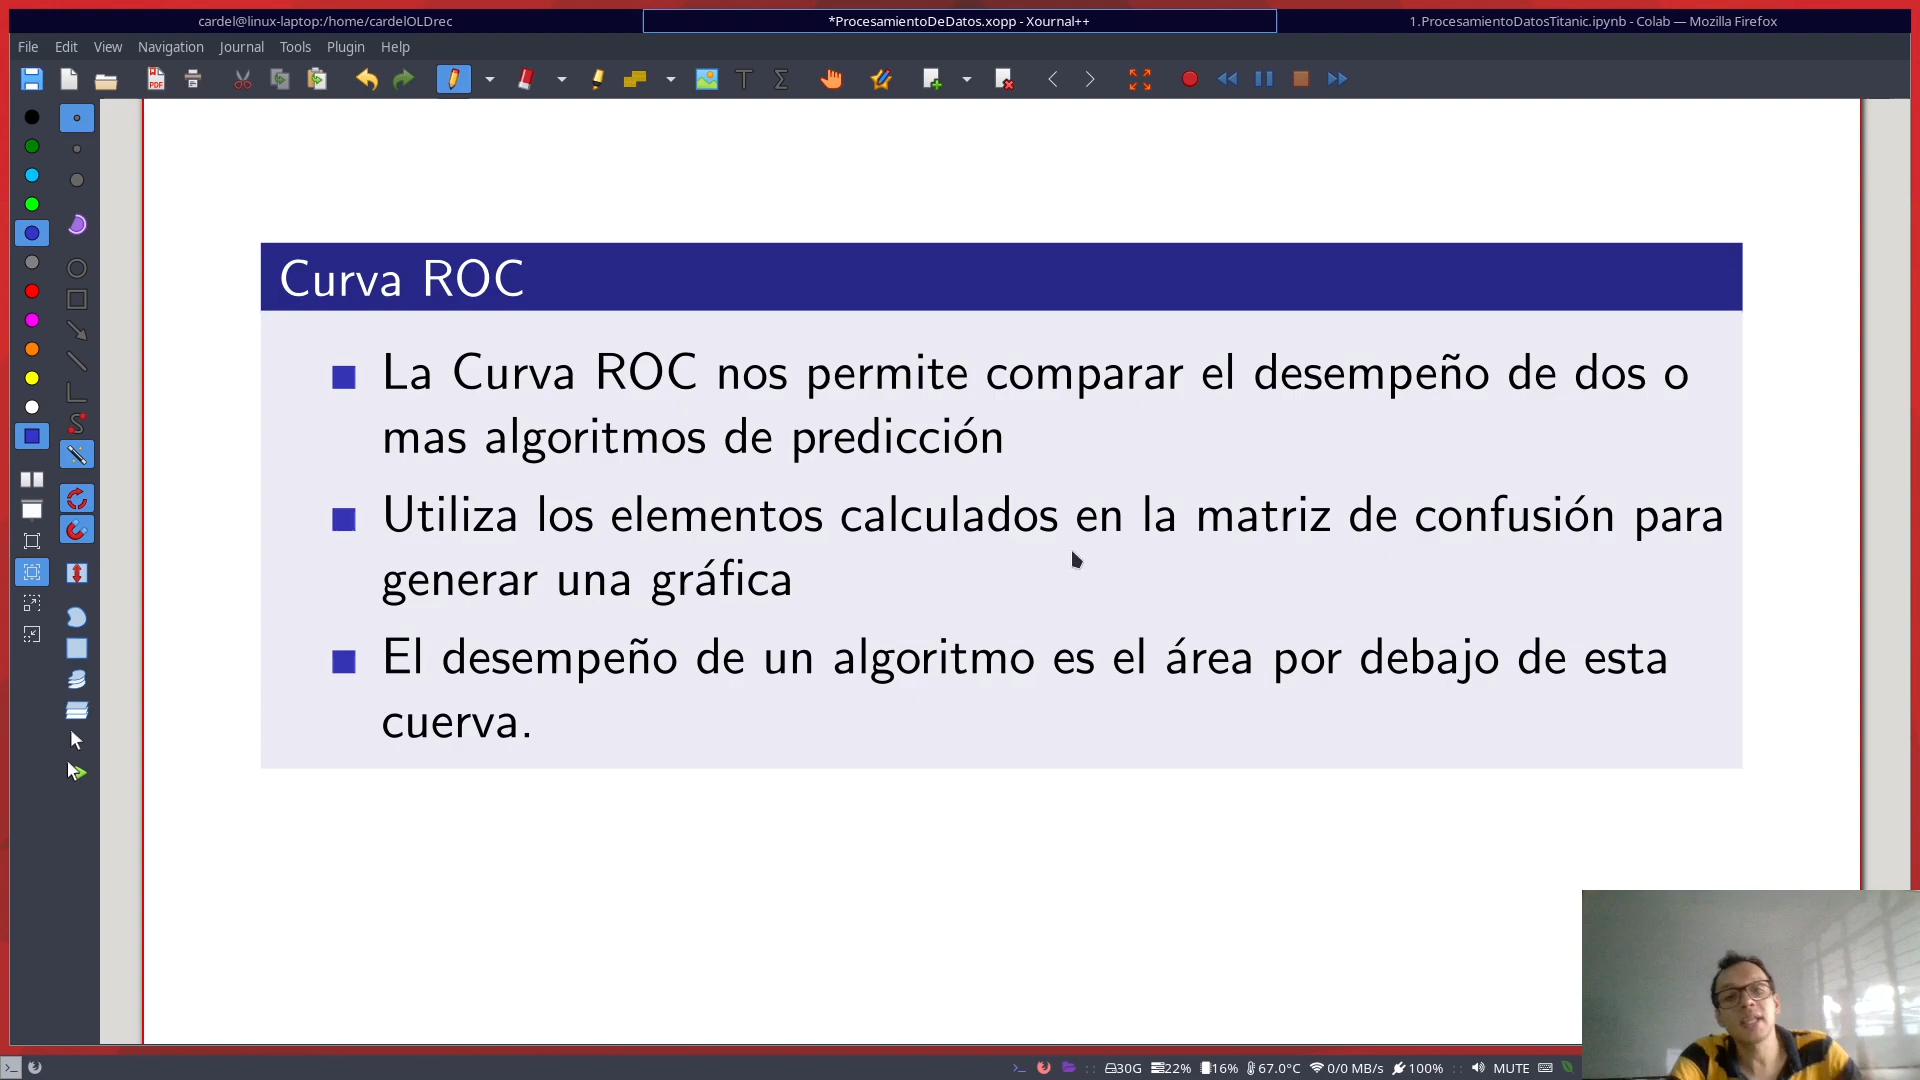 cardel@linux-laptop:/home/cardelOLDrec
*ProcesamientoDeDatos.xopp - Xournal++
1.ProcesamientoDatosTitanic.ipynb - Colab — Mozilla Firefox
File Edit View Navigation Journal Tools Plugin Help
Curva ROC
La Curva ROC nos permite comparar el desempeño de dos o
mas algoritmos de predicción
Utiliza los elementos calculados en la matriz de confusión para
generar una gráfica
El desempeño de un algoritmo es el área por debajo de esta
cuerva.
30G 22% 16% 67.0°C 0/0 MB/s 100% MUTE